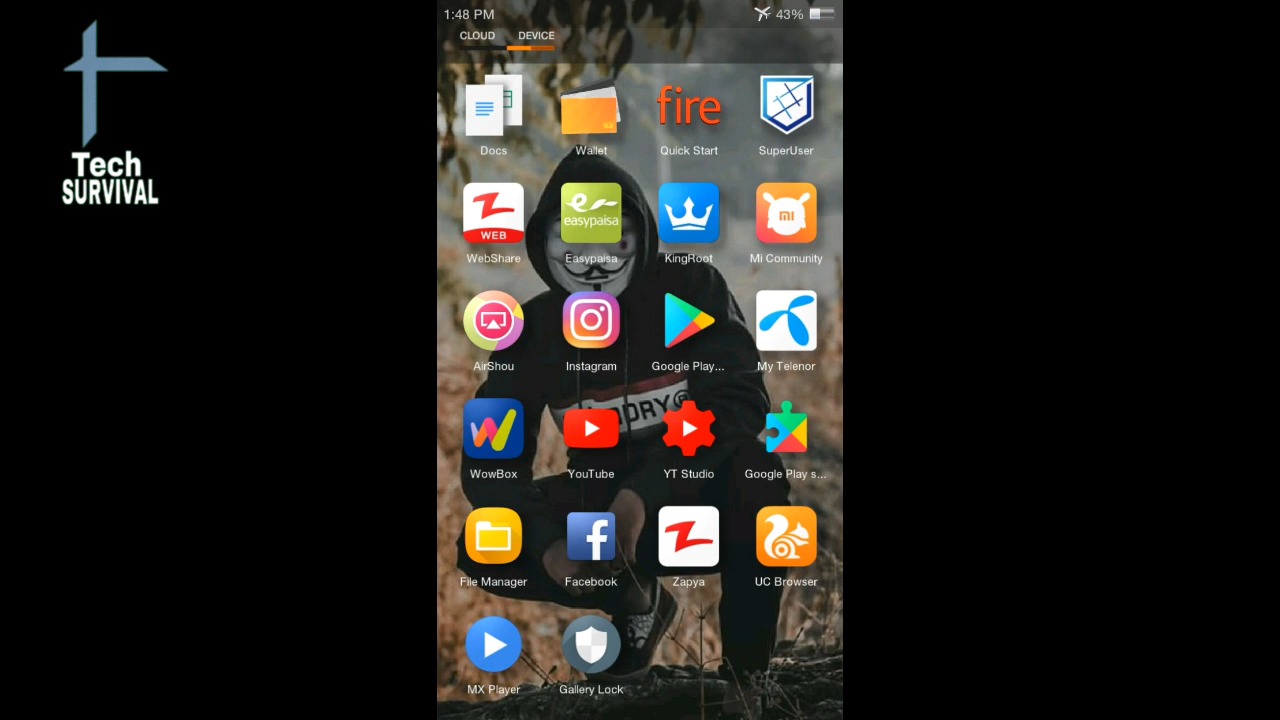 1:48 PM
43%
CLOUD DEVICE
Tech
SURVIVAL
fire
Docs Wallet Quick Start SuperUser
WEB
easypaisa
mi
WebShare Easypaisa KingRoot Mi Community
AirShou Instagram Google Play... My Telenor
WowBox YouTube YT Studio Google Play s...
File Manager Facebook Zapya UC Browser
MX Player Gallery Lock